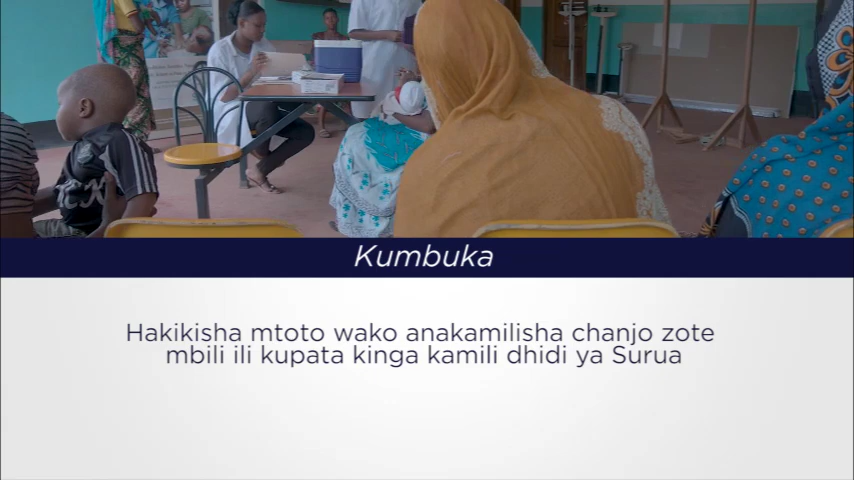 Kumbuka
Hakikisha mtoto wako anakamilisha chanjo zote
mbili ili kupata kinga kamili dhidi ya Surua